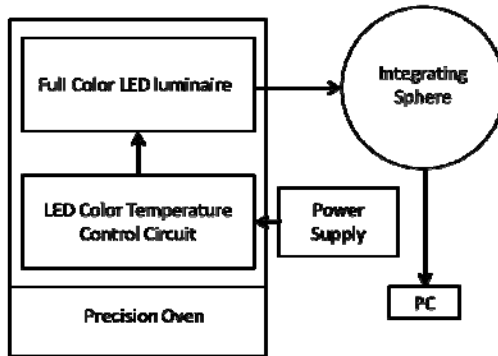 Full Color LED luminaire
Integrating
Sphere
LED Color Temperature
Control Circuit
Power
Supply
PC
Precision Oven